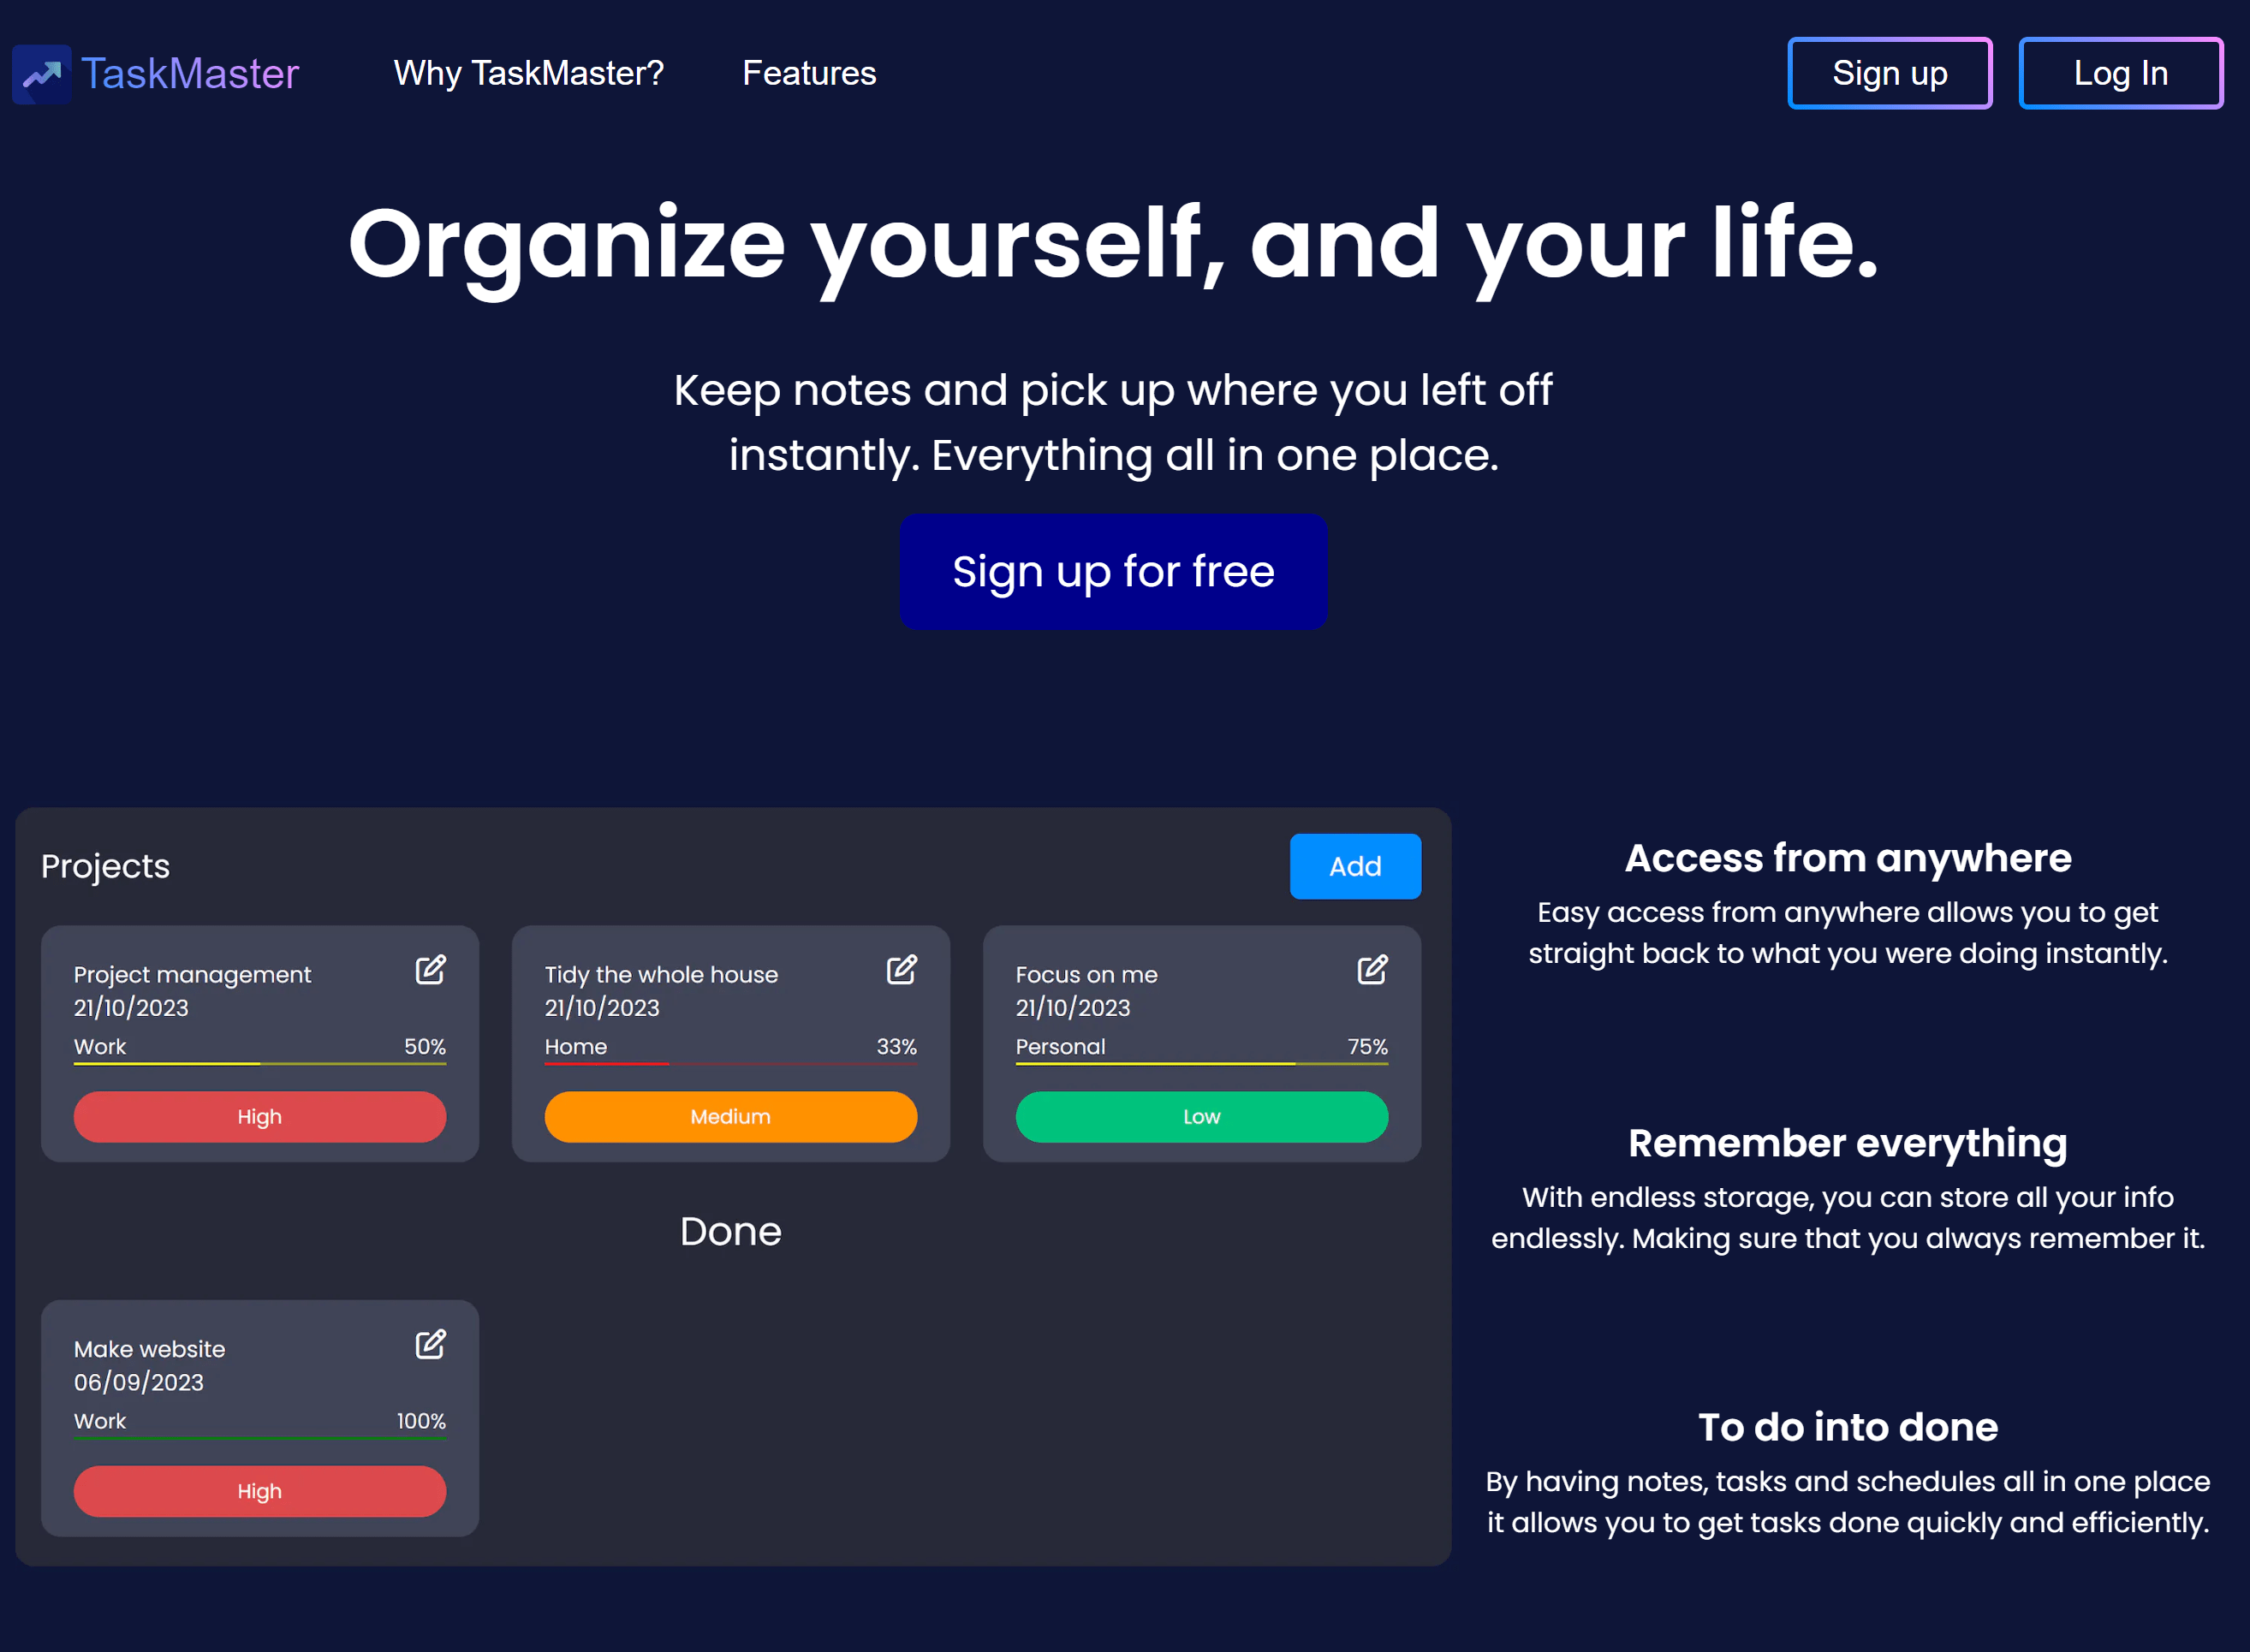 TaskMaster
Why TaskMaster?
Features
Sign up
Log In
Organize yourself, and your life.
Keep notes and pick up where you left off
instantly. Everything all in one place.
Sign up for free
Projects
Add
Project management
21/10/2023
Work 50%
High
Tidy the whole house
21/10/2023
Home 33%
Medium
Focus on me
21/10/2023
Personal 75%
Low
Done
Make website
06/09/2023
Work 100%
High
Access from anywhere
Easy access from anywhere allows you to get
straight back to what you were doing instantly.
Remember everything
With endless storage, you can store all your info
endlessly. Making sure that you always remember it.
To do into done
By having notes, tasks and schedules all in one place
it allows you to get tasks done quickly and efficiently.